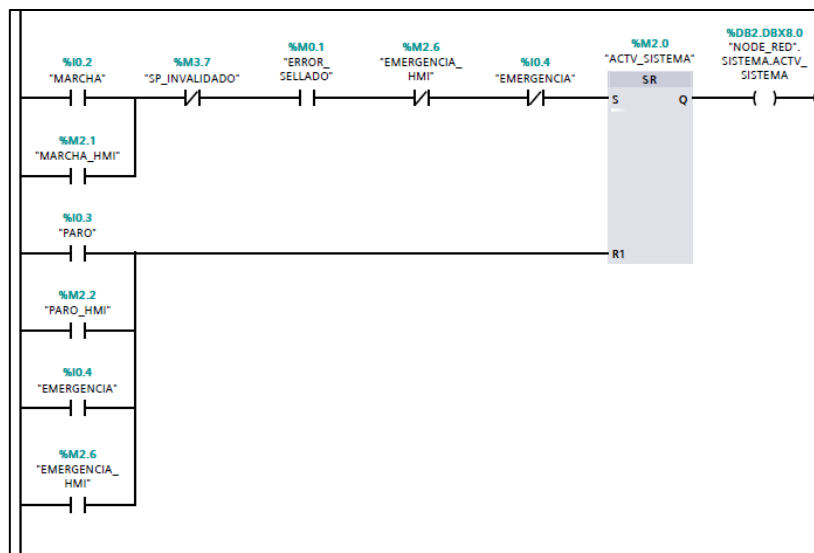 %I0.2
"MARCHA"
%M3.7
"SP_INVALIDADO"
%M0.1
"ERROR_
SELLADO"
%M2.6
"EMERGENCIA_
HMI"
%I0.4
"EMERGENCIA"
%M2.0
"ACTV_SISTEMA"
SR
S
Q
%DB2.DBX8.0
"NODE_RED".
SISTEMA.ACTV_
SISTEMA
%M2.1
"MARCHA_HMI"
%I0.3
"PARO"
R1
%M2.2
"PARO_HMI"
%I0.4
"EMERGENCIA"
%M2.6
"EMERGENCIA_
HMI"